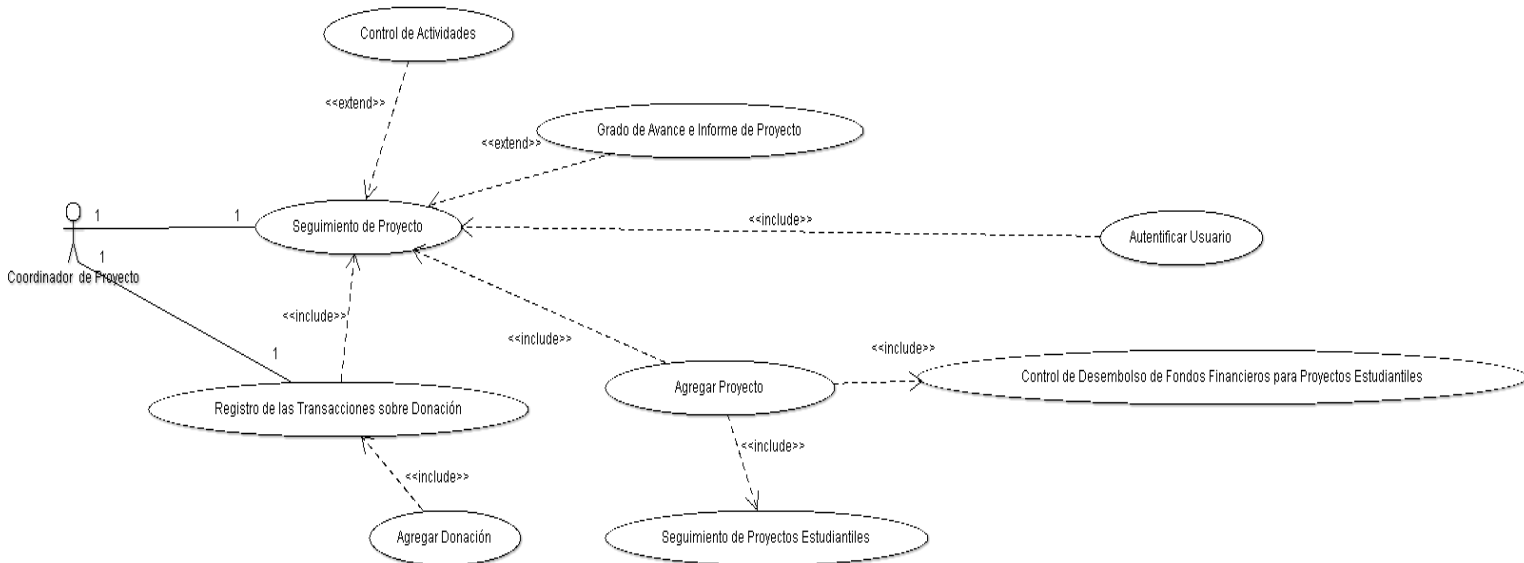 Control de Actividades
<<extend>>
Grado de Avance e Informe de Proyecto
<<extend>>
1
1
Seguimiento de Proyecto
<<include>>
Autentificar Usuario
1
Coordinador de Proyecto
<<include>>
<<include>>
<<include>>
1
Agregar Proyecto
Control de Desembolso de Fondos Financieros para Proyectos Estudiantiles
Registro de las Transacciones sobre Donación
<<include>>
<<include>>
Agregar Donación
Seguimiento de Proyectos Estudiantiles